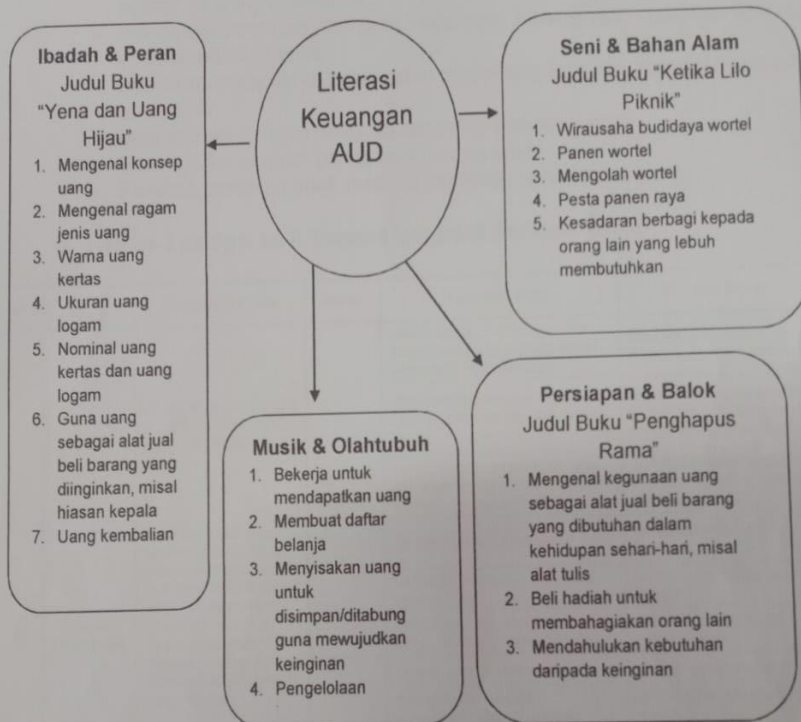 Literasi
Keuangan
AUD
Ibadah & Peran
Judul Buku
“Yena dan Uang
Hijau”
1. Mengenal konsep
uang
2. Mengenal ragam
jenis uang
3. Warna uang
kertas
4. Ukuran uang
logam
5. Nominal uang
kertas dan uang
logam
6. Guna uang
sebagai alat jual
beli barang yang
diinginkan, misal
hiasan kepala
7. Uang kembalian
Seni & Bahan Alam
Judul Buku “Ketika Lilo
Piknik”
1. Wirausaha budidaya wortel
2. Panen wortel
3. Mengolah wortel
4. Pesta panen raya
5. Kesadaran berbagi kepada
orang lain yang lebuh
membutuhkan
Musik & Olahtubuh
1. Bekerja untuk
mendapatkan uang
2. Membuat daftar
belanja
3. Menyisakan uang
untuk
disimpan/ditabung
guna mewujudkan
keinginan
4. Pengelolaan
Persiapan & Balok
Judul Buku “Penghapus
Rama”
1. Mengenal kegunaan uang
sebagai alat jual beli barang
yang dibutuhan dalam
kehidupan sehari-hari, misal
alat tulis
2. Beli hadiah untuk
membahagiakan orang lain
3. Mendahulukan kebutuhan
daripada keinginan